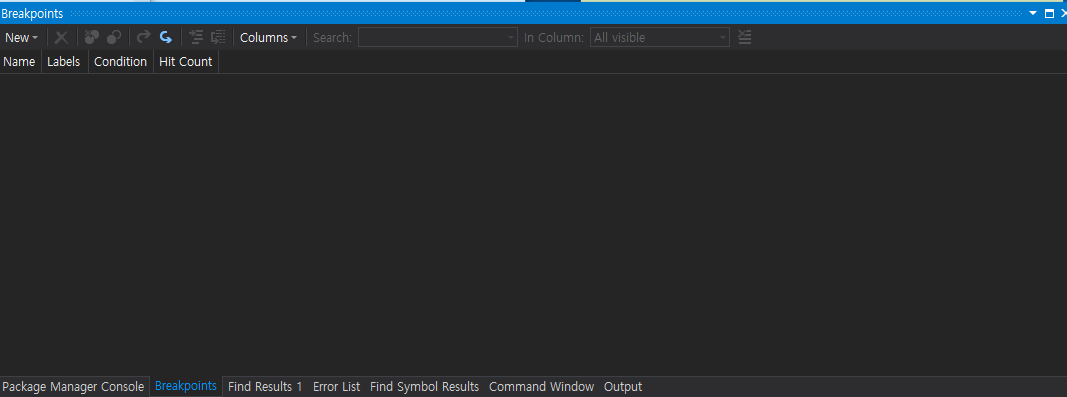 Breakpoints
New Columns Search: In Column: All visible
Name Labels Condition Hit Count
Package Manager Console Breakpoints Find Results 1 Error List Find Symbol Results Command Window Output